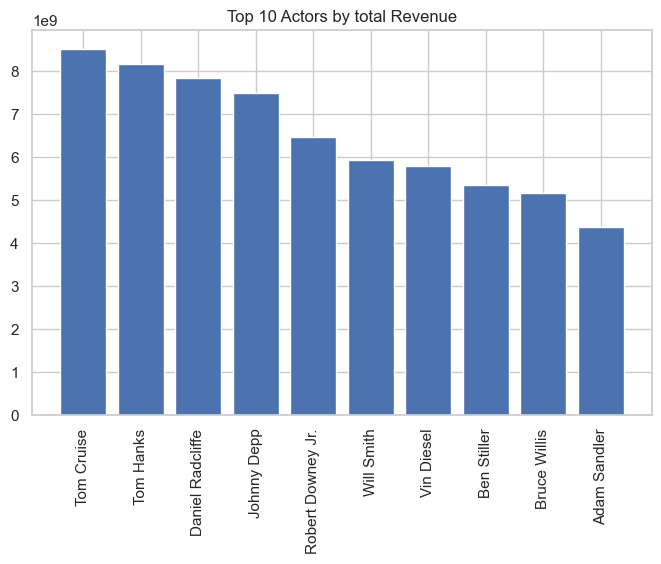 Top 10 Actors by total Revenue
1e9
8
7
6
5
4
3
2
1
0
Tom Cruise
Tom Hanks
Daniel Radcliffe
Johnny Depp
Robert Downey Jr.
Will Smith
Vin Diesel
Ben Stiller
Bruce Willis
Adam Sandler